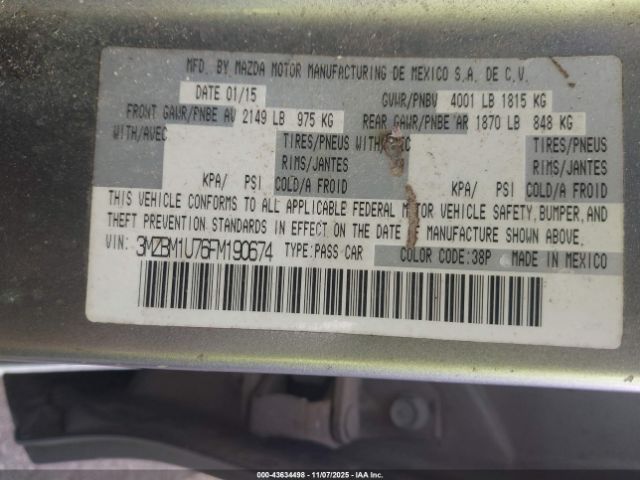 MFD. BY MAZDA MOTOR MANUFACTURING DE MEXICO S.A. DE C.V.
DATE 01/15 GVWR/PNBV 4001 LB 1815 KG
FRONT GAWR/PNBE AV 2149 LB 975 KG REAR GAWR/PNBE AR 1870 LB 848 KG
WITH/AVEC TIRES/PNEUS WITH/AVEC TIRES/PNEUS
RIMS/JANTES RIMS/JANTES
KPA/ PSI COLD/A FROID KPA/ PSI COLD/A FROID
THIS VEHICLE CONFORMS TO ALL APPLICABLE FEDERAL MOTOR VEHICLE SAFETY, BUMPER, AND
THEFT PREVENTION STANDARDS IN EFFECT ON THE DATE OF MANUFACTURE SHOWN ABOVE.
VIN: 3MZBM1U76FM190674 TYPE: PASS CAR COLOR CODE: 38P MADE IN MEXICO
000-43634498 - 11/07/2025 - IAAI.com